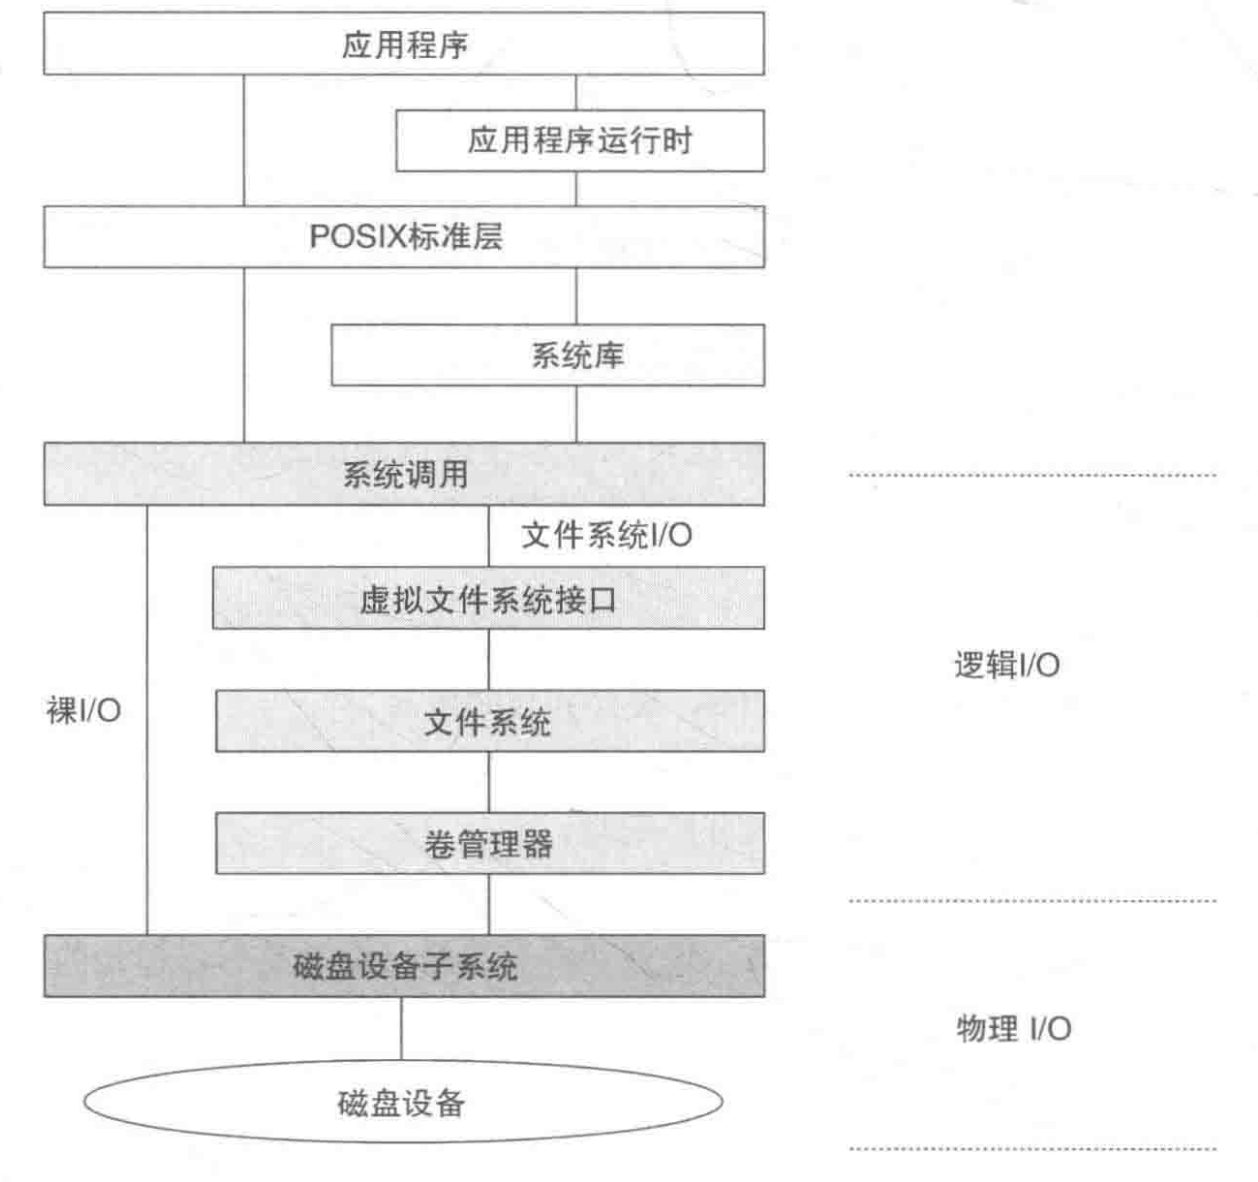 应用程序
应用程序运行时
POSIX标准层
系统库
系统调用
文件系统I/O
虚拟文件系统接口
逻辑I/O
裸I/O
文件系统
卷管理器
磁盘设备子系统
物理 I/O
磁盘设备